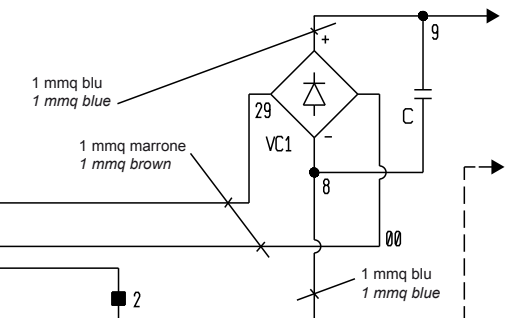 9
+
1 mmq blu
1 mmq blue
29
C
VC1
-
1 mmq marrone
1 mmq brown
8
00
1 mmq blu
1 mmq blue
2